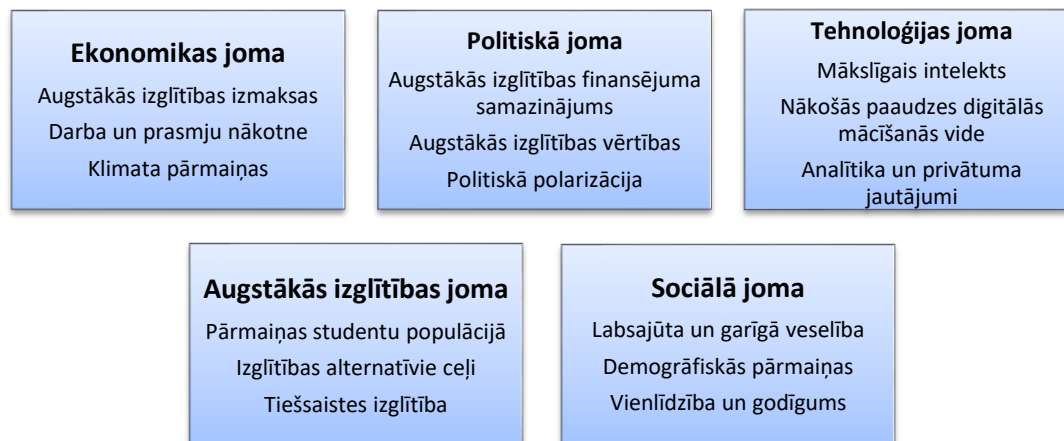 Ekonomikas joma
Augstākās izglītības izmaksas
Darba un prasmju nākotne
Klimata pārmaiņas
Politiskā joma
Augstākās izglītības finansējuma
samazinājums
Augstākās izglītības vērtības
Politiskā polarizācija
Tehnoloģijas joma
Mākslīgais intelekts
Nākošās paaudzes digitālās
mācīšanās vide
Analītika un privātuma
jautājumi
Augstākās izglītības joma
Pārmaiņas studentu populācijā
Izglītības alternatīvie ceļi
Tiešsaistes izglītība
Sociālā joma
Labsajūta un garīgā veselība
Demogrāfiskās pārmaiņas
Vienlīdzība un godīgums